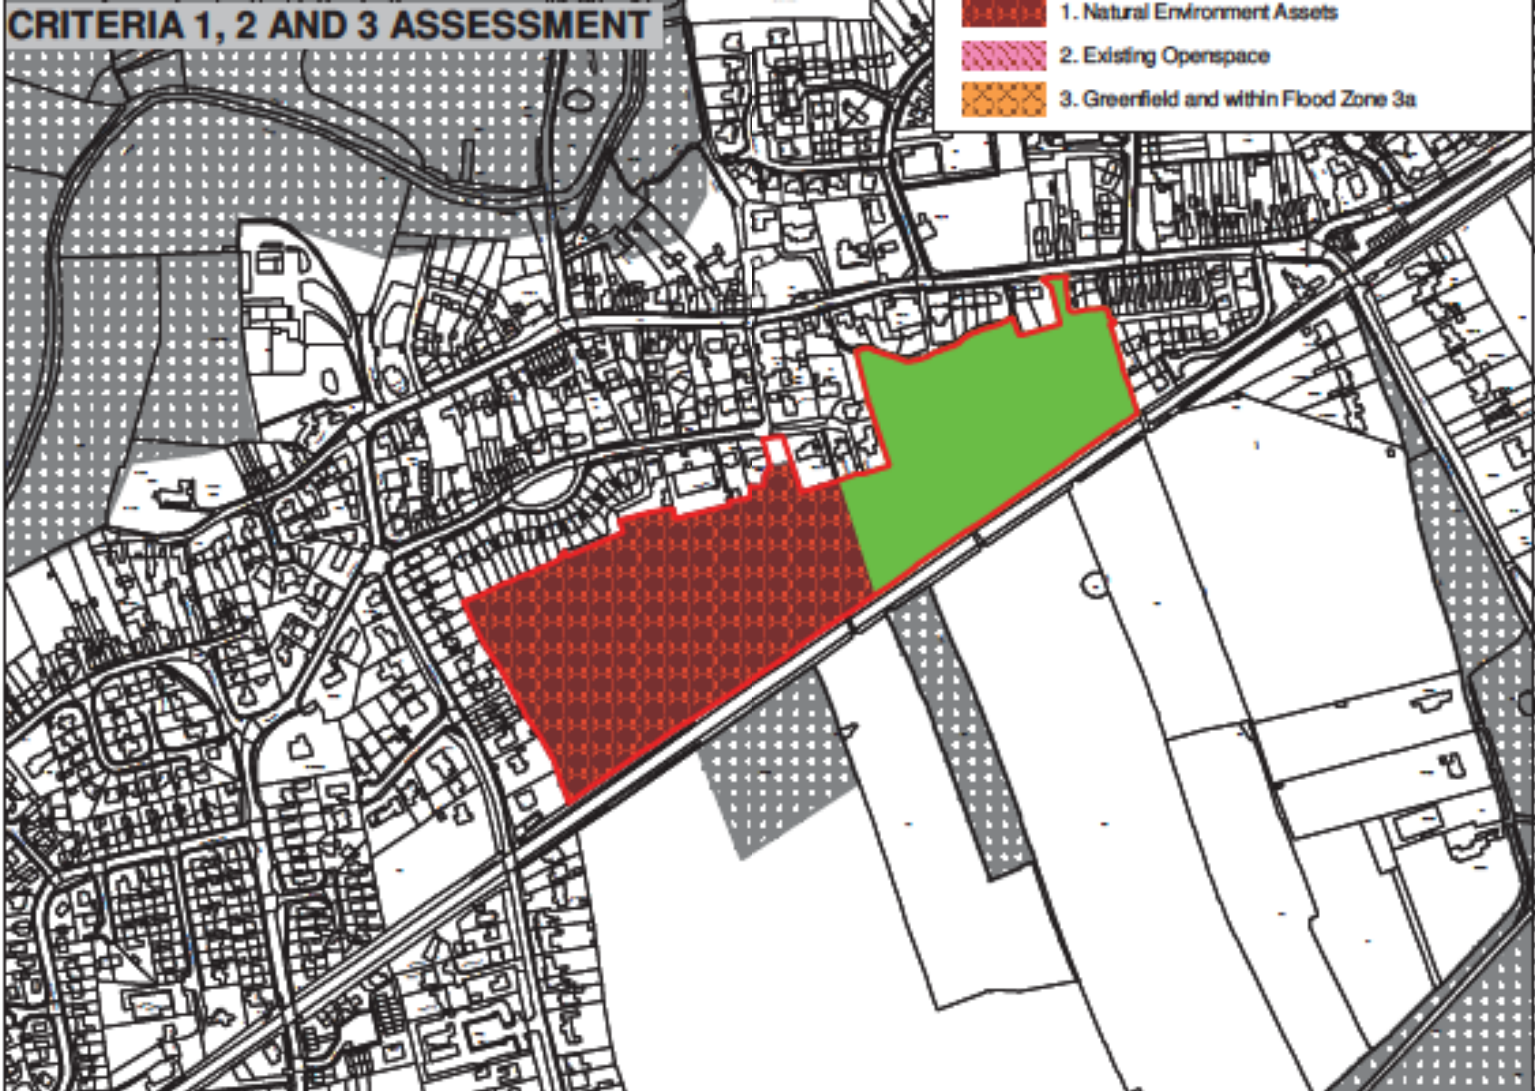 CRITERIA 1, 2 AND 3 ASSESSMENT
1. Natural Environment Assets
2. Existing Openspace
3. Greenfield and within Flood Zone 3a